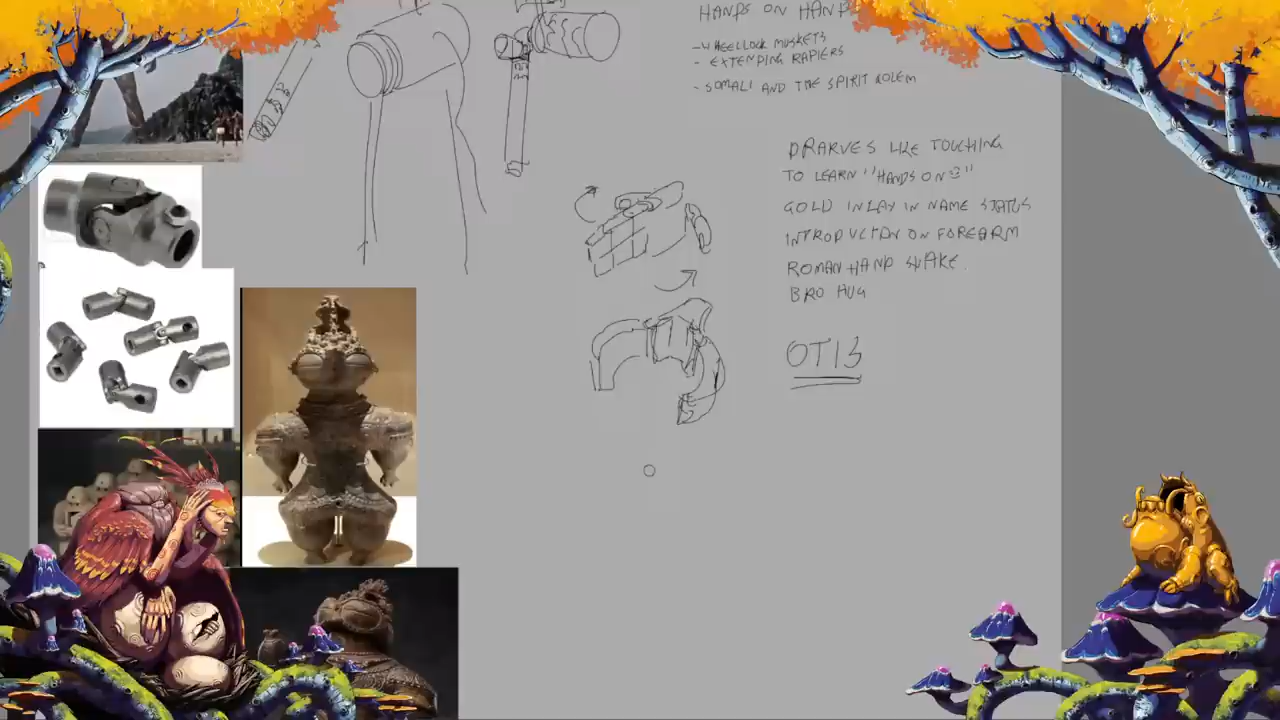 HANDS ON HAND
- WHEELLOCK MUSKETS
- EXTENDING RAPIERS
- SOMALI AND THE SPIRIT GOLEM
DRARVES LIKE TOUCHING
TO LEARN "HANDS ON"
GOLD INLAY IN NAME STATUS
INTRODUCTION ON FOREARM
ROMAN HAND SHAKE.
BRO HUG
OTIS